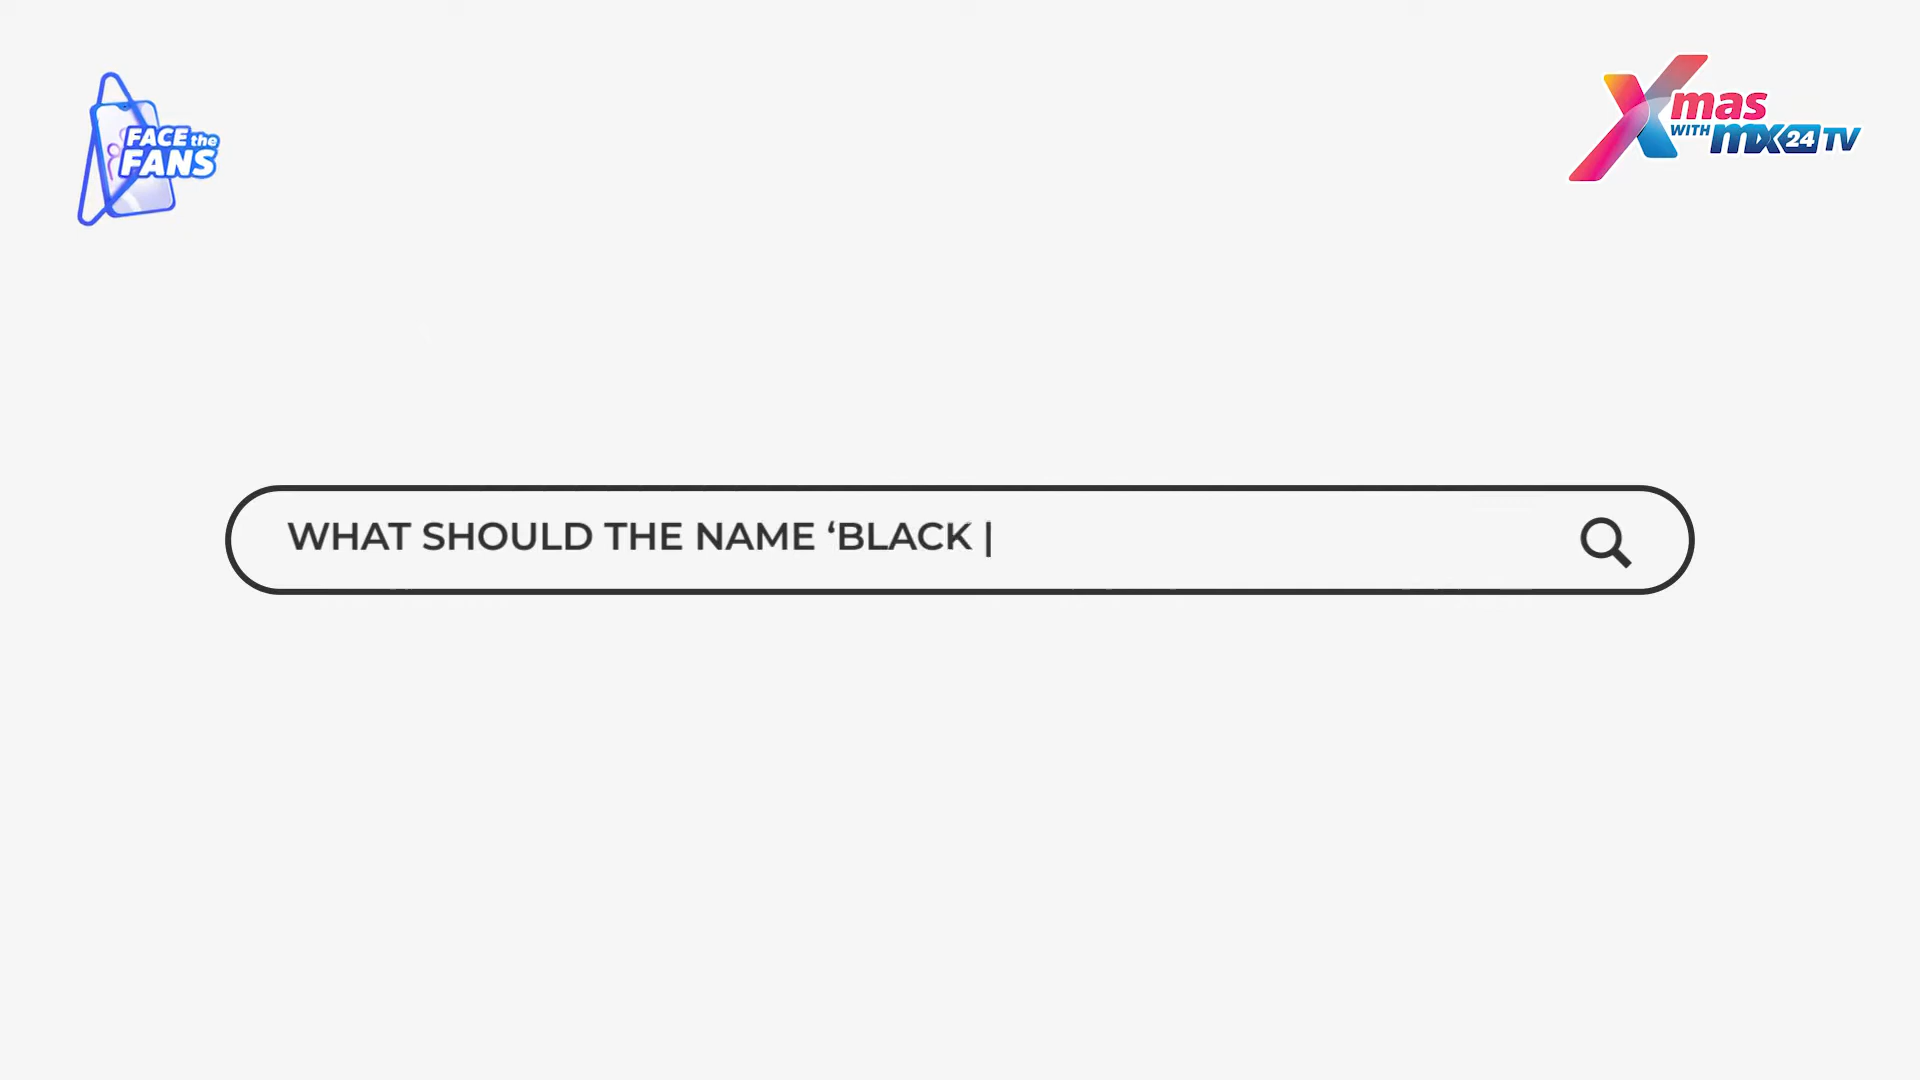 FACE the
FANS
Xmas
WITH mx24 TV
WHAT SHOULD THE NAME ‘BLACK |